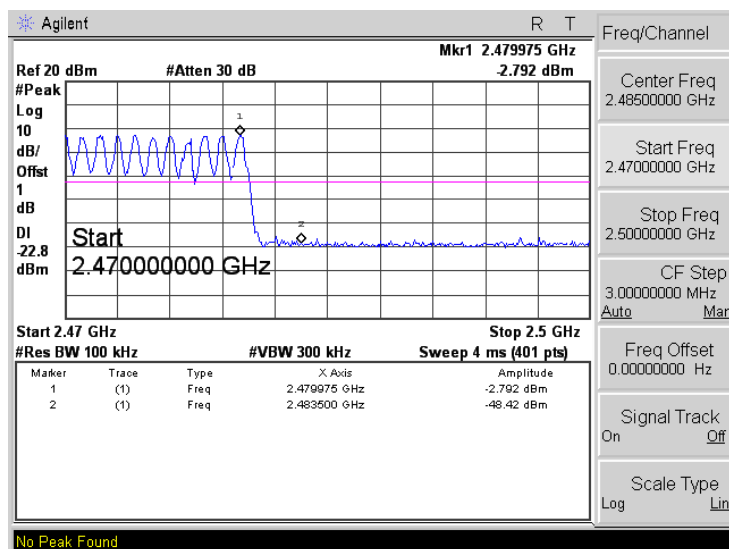 Agilent R T
Mkr1 2.479975 GHz
Ref 20 dBm #Atten 30 dB -2.792 dBm
#Peak
Log
10
dB/
Offst
1
dB
DI
-22.8
dBm
1
2
Start
2.470000000 GHz
Start 2.47 GHz Stop 2.5 GHz
#Res BW 100 kHz #VBW 300 kHz Sweep 4 ms (401 pts)
Marker Trace Type X Axis Amplitude
1 (1) Freq 2.479975 GHz -2.792 dBm
2 (1) Freq 2.483500 GHz -48.42 dBm
Freq/Channel
Center Freq
2.48500000 GHz
Start Freq
2.47000000 GHz
Stop Freq
2.50000000 GHz
CF Step
3.00000000 MHz
Auto Man
Freq Offset
0.00000000 Hz
Signal Track
On Off
Scale Type
Log Lin
No Peak Found